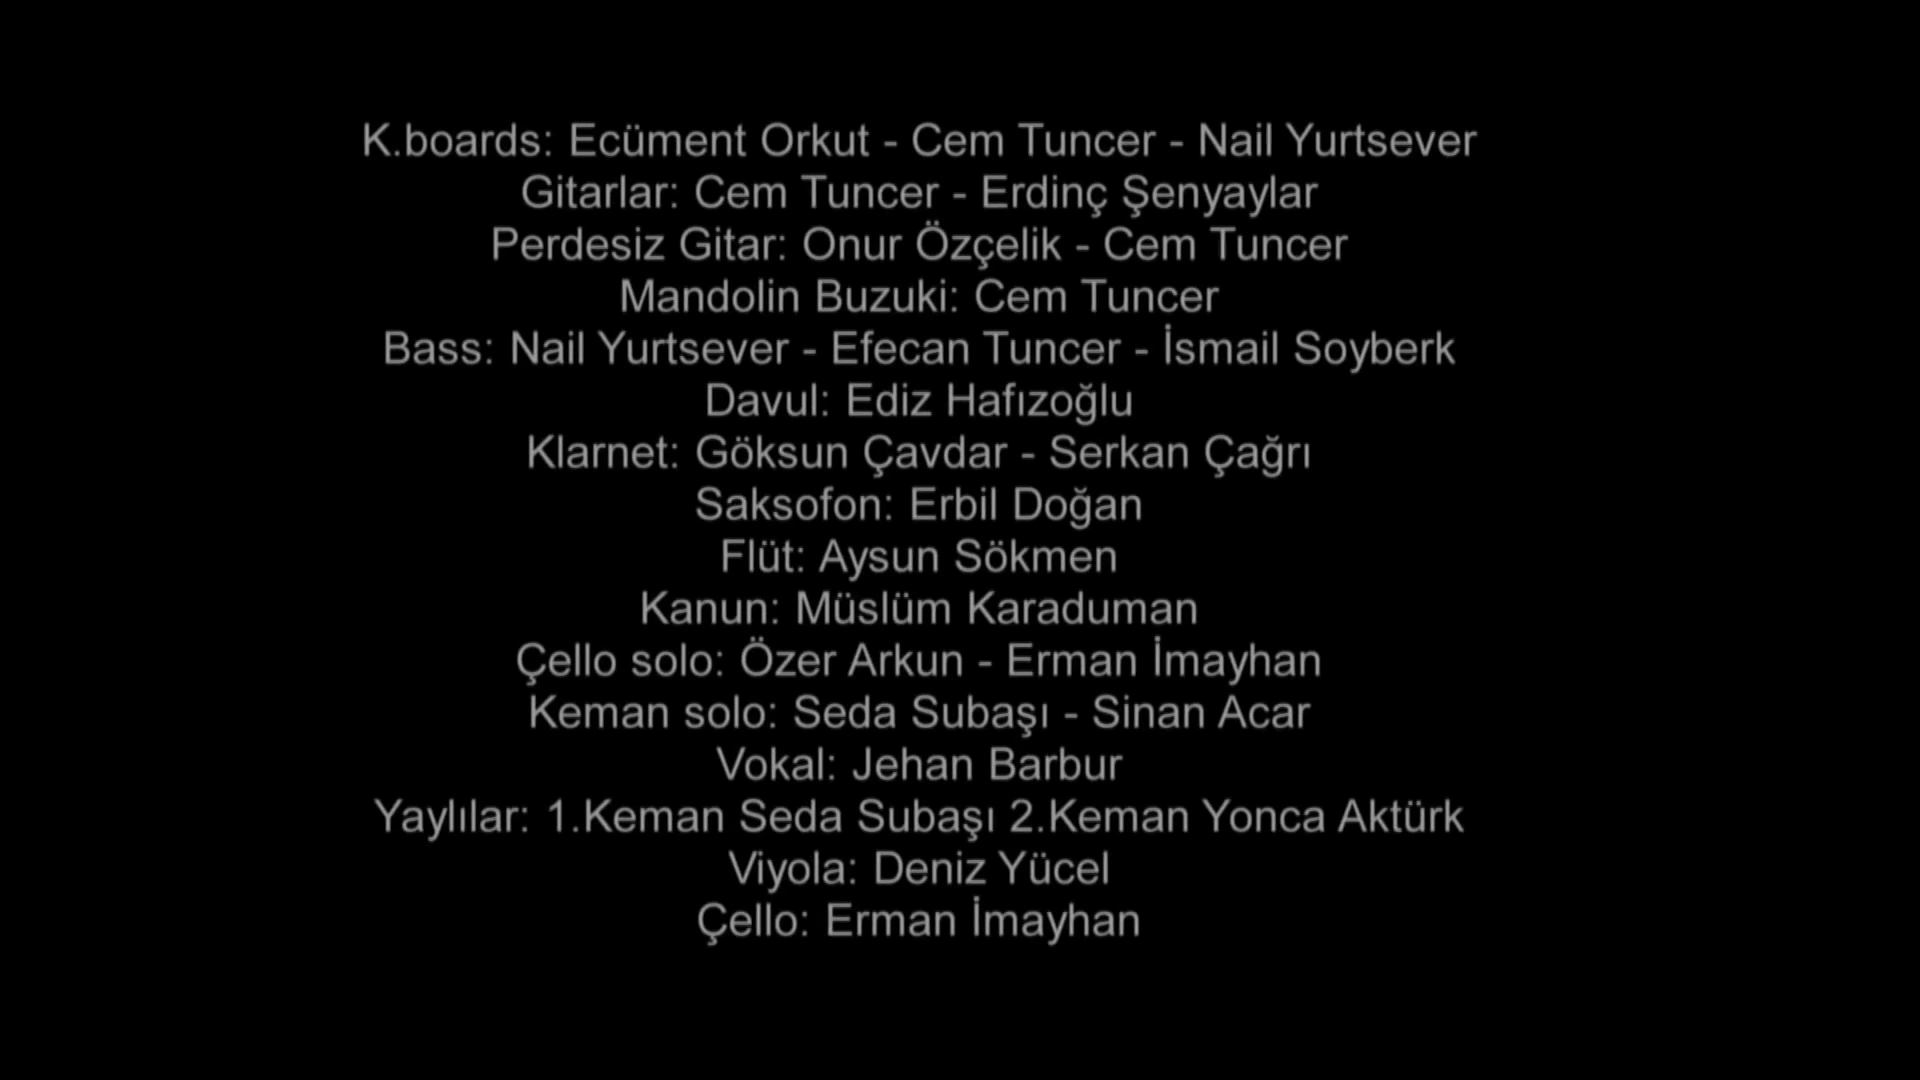 K.boards: Ecüment Orkut - Cem Tuncer - Nail Yurtsever
Gitarlar: Cem Tuncer - Erdinç Şenyaylar
Perdesiz Gitar: Onur Özçelik - Cem Tuncer
Mandolin Buzuki: Cem Tuncer
Bass: Nail Yurtsever - Efecan Tuncer - İsmail Soyberk
Davul: Ediz Hafızoğlu
Klarnet: Göksun Çavdar - Serkan Çağrı
Saksofon: Erbil Doğan
Flüt: Aysun Sökmen
Kanun: Müslüm Karaduman
Çello solo: Özer Arkun - Erman İmayhan
Keman solo: Seda Subaşı - Sinan Acar
Vokal: Jehan Barbur
Yaylılar: 1.Keman Seda Subaşı 2.Keman Yonca Aktürk
Viyola: Deniz Yücel
Çello: Erman İmayhan